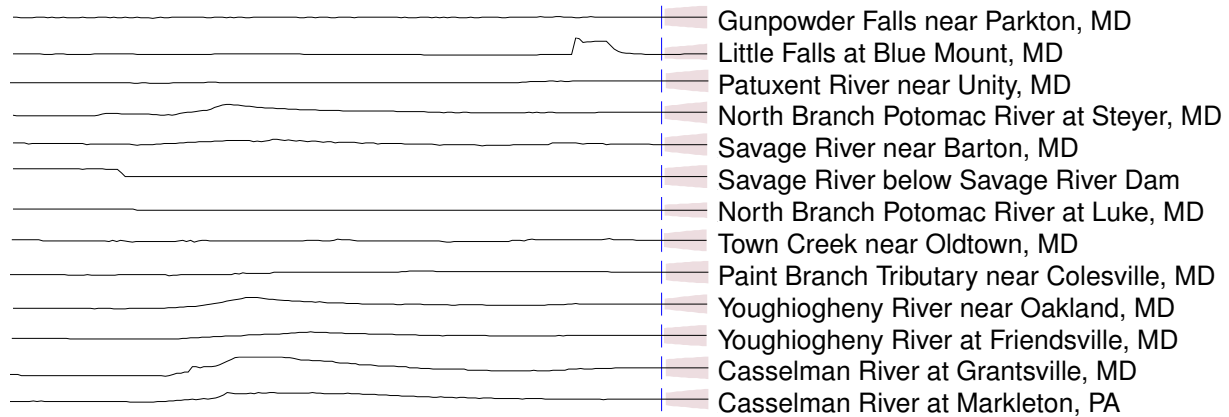 Gunpowder Falls near Parkton, MD
Little Falls at Blue Mount, MD
Patuxent River near Unity, MD
North Branch Potomac River at Steyer, MD
Savage River near Barton, MD
Savage River below Savage River Dam
North Branch Potomac River at Luke, MD
Town Creek near Oldtown, MD
Paint Branch Tributary near Colesville, MD
Youghiogheny River near Oakland, MD
Youghiogheny River at Friendsville, MD
Casselman River at Grantsville, MD
Casselman River at Markleton, PA